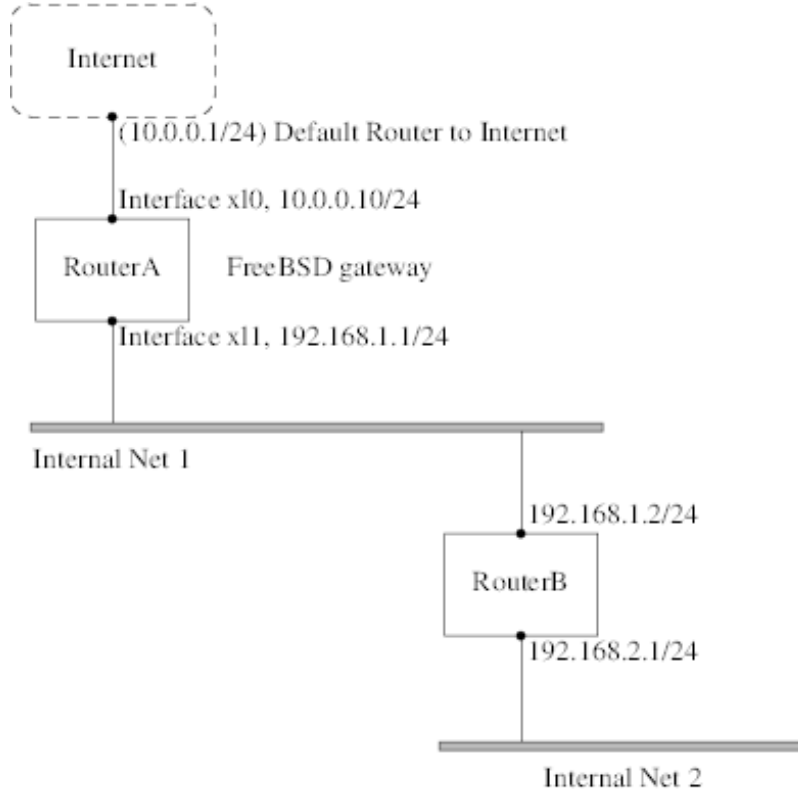 Internet
(10.0.0.1/24) Default Router to Internet
Interface xl0, 10.0.0.10/24
RouterA
FreeBSD gateway
Interface xl1, 192.168.1.1/24
Internal Net 1
192.168.1.2/24
RouterB
192.168.2.1/24
Internal Net 2